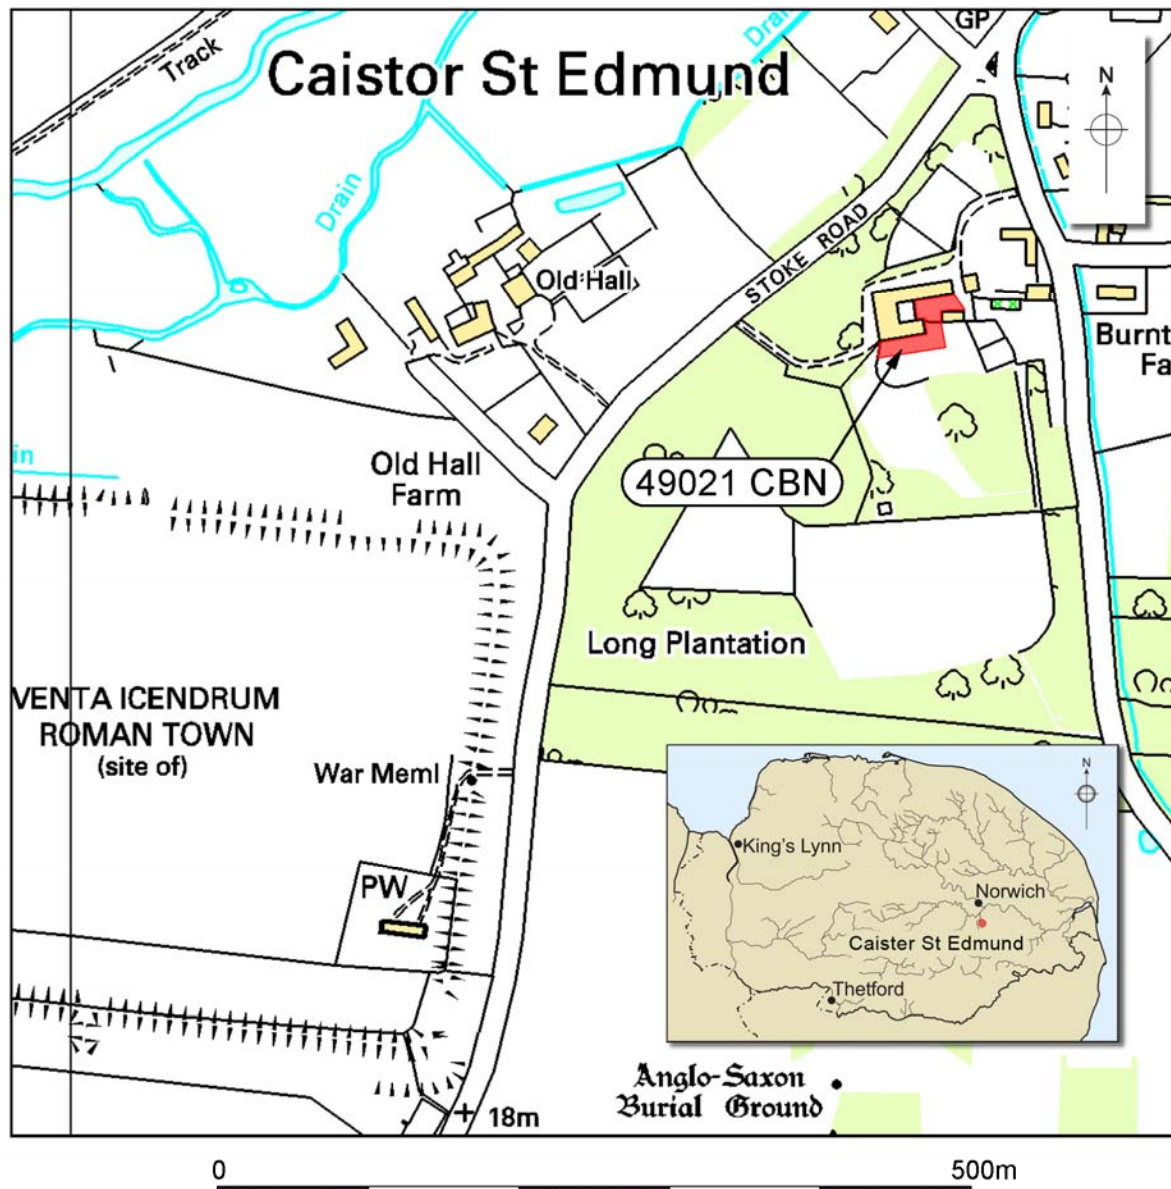 GP
Drain
Track
Caistor St Edmund
N
Drain
STOKE ROAD
Old Hall
Burnt
Fa
in
Old Hall
Farm
49021 CBN
Long Plantation
VENTA ICENDRUM
ROMAN TOWN
(site of)
War Meml
PW
N
King's Lynn
Norwich
Caister St Edmund
Thetford
Anglo-Saxon
Burial Ground
18m
0
500m